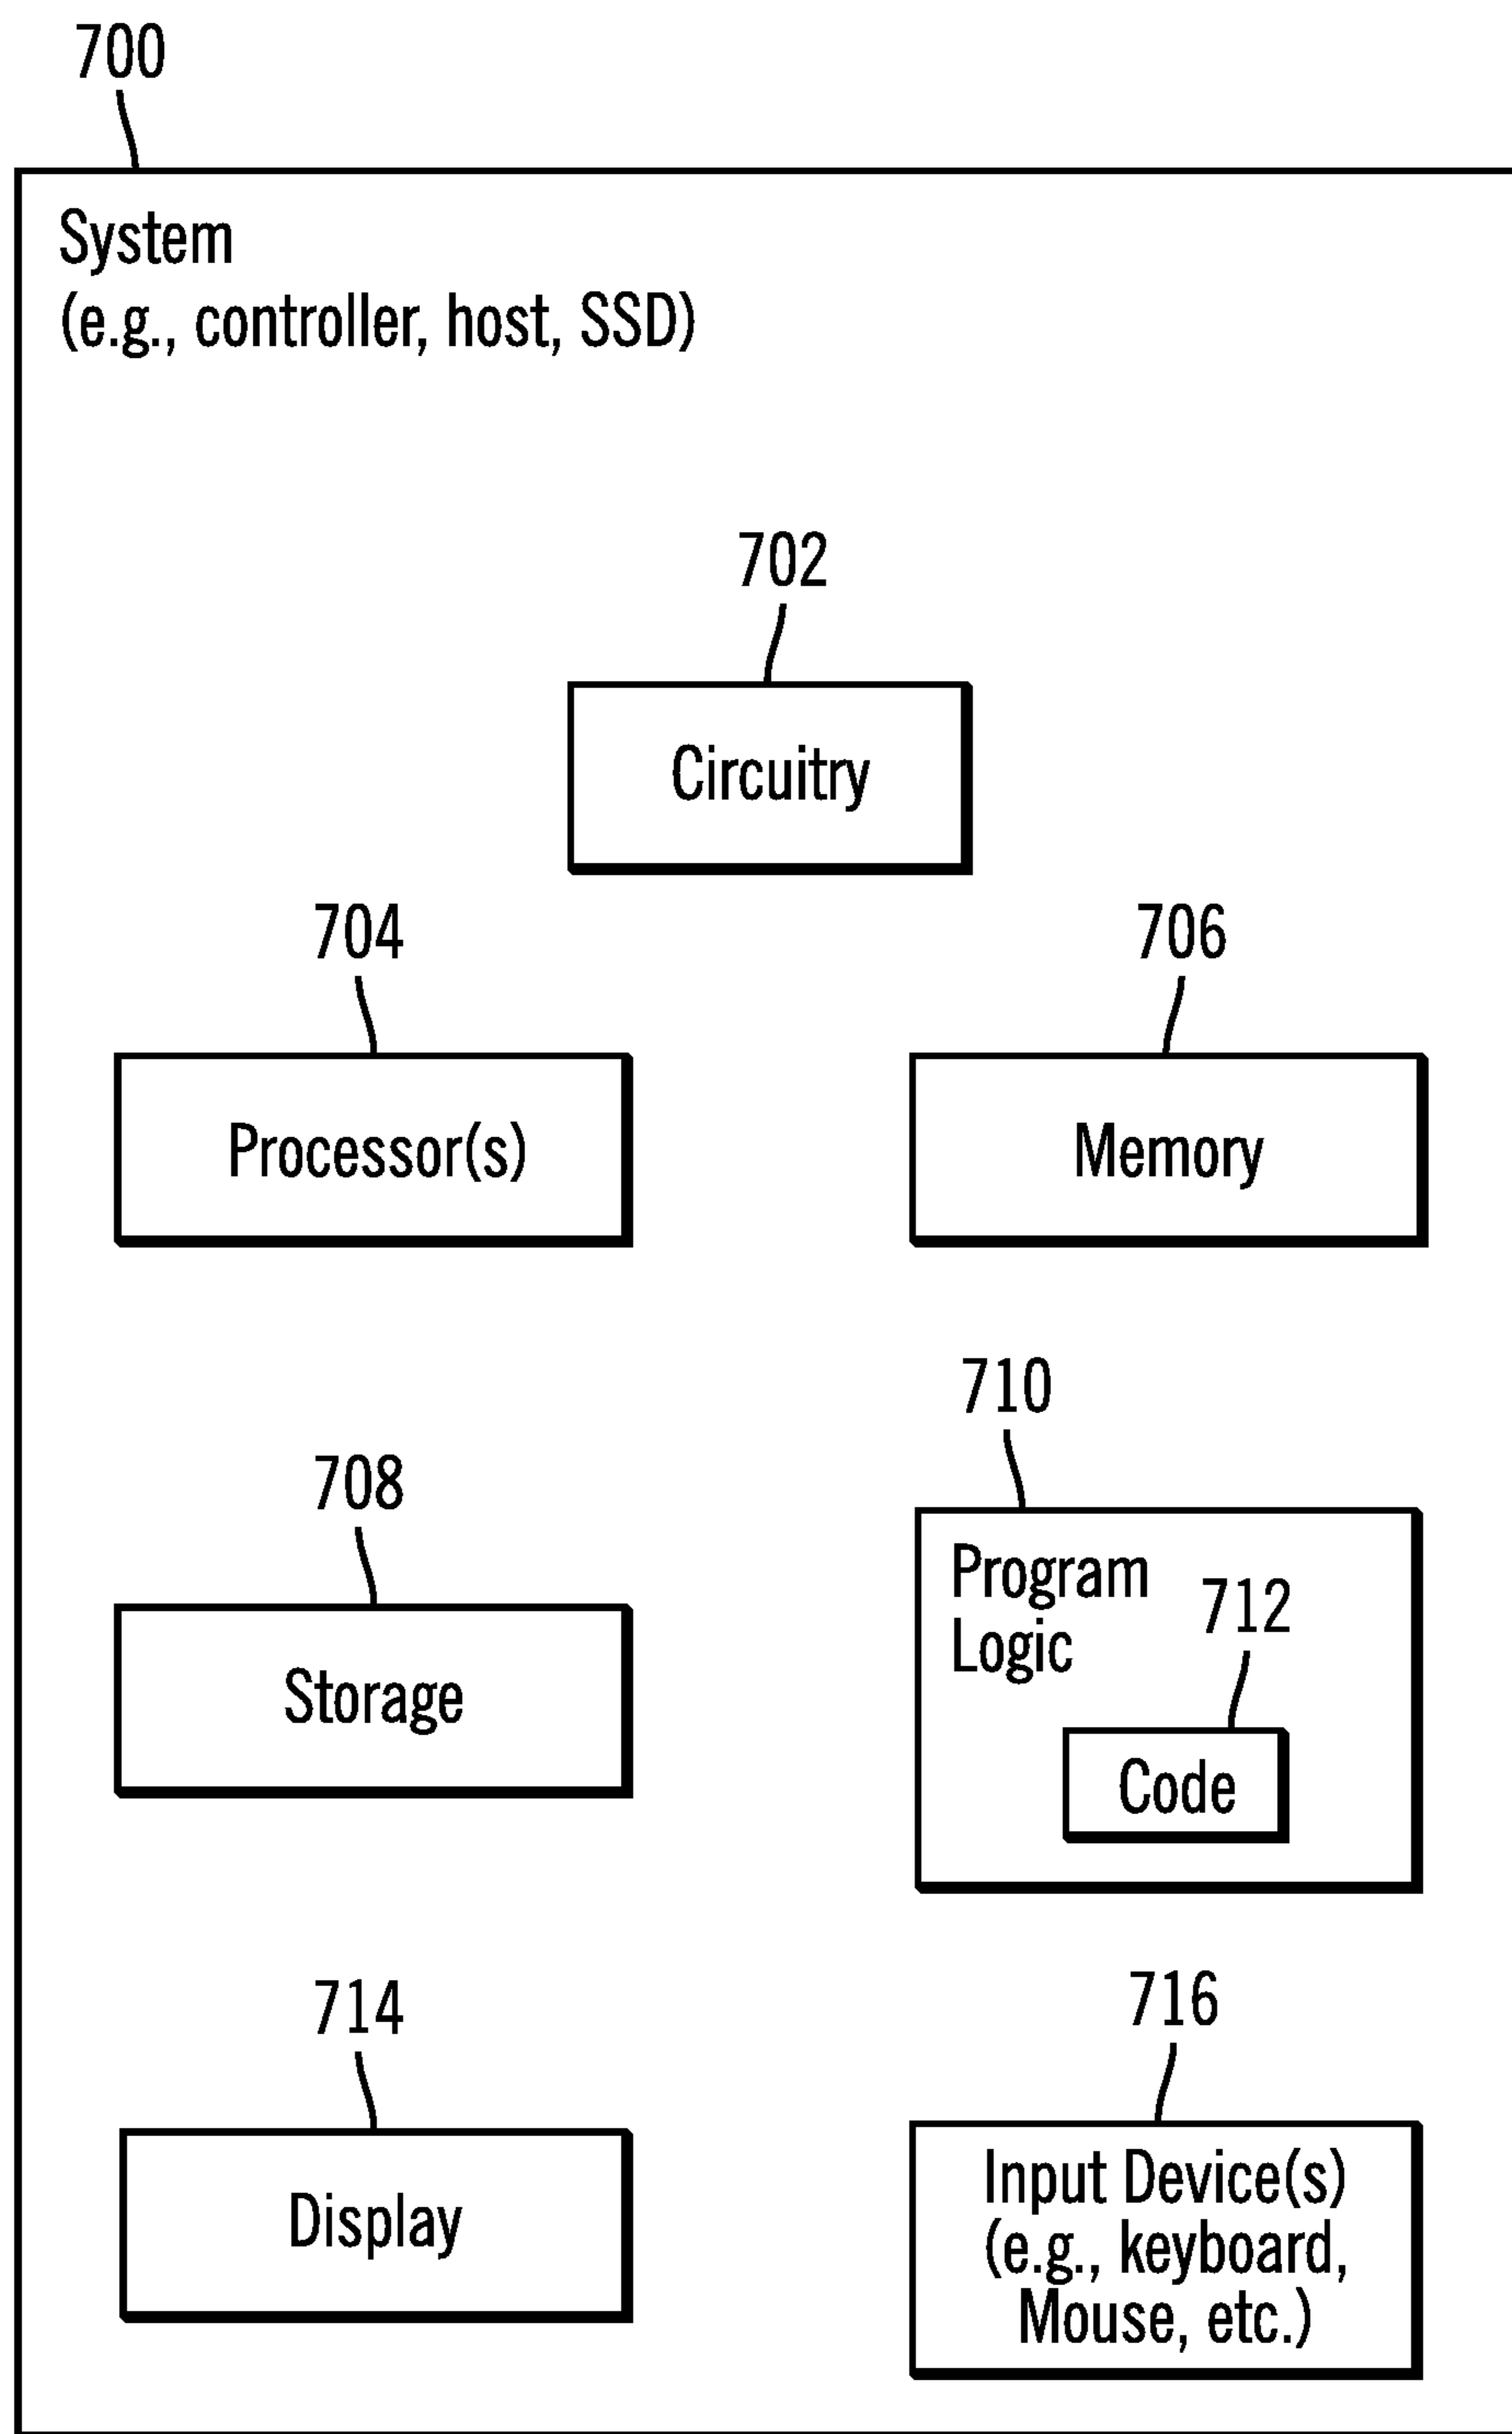 700
System
(e.g., controller, host, SSD)
702
Circuitry
704
706
Processor(s)
Memory
710
708
Program
Logic
712
Storage
Code
714
716
Display
Input Device(s)
(e.g., keyboard,
Mouse, etc.)